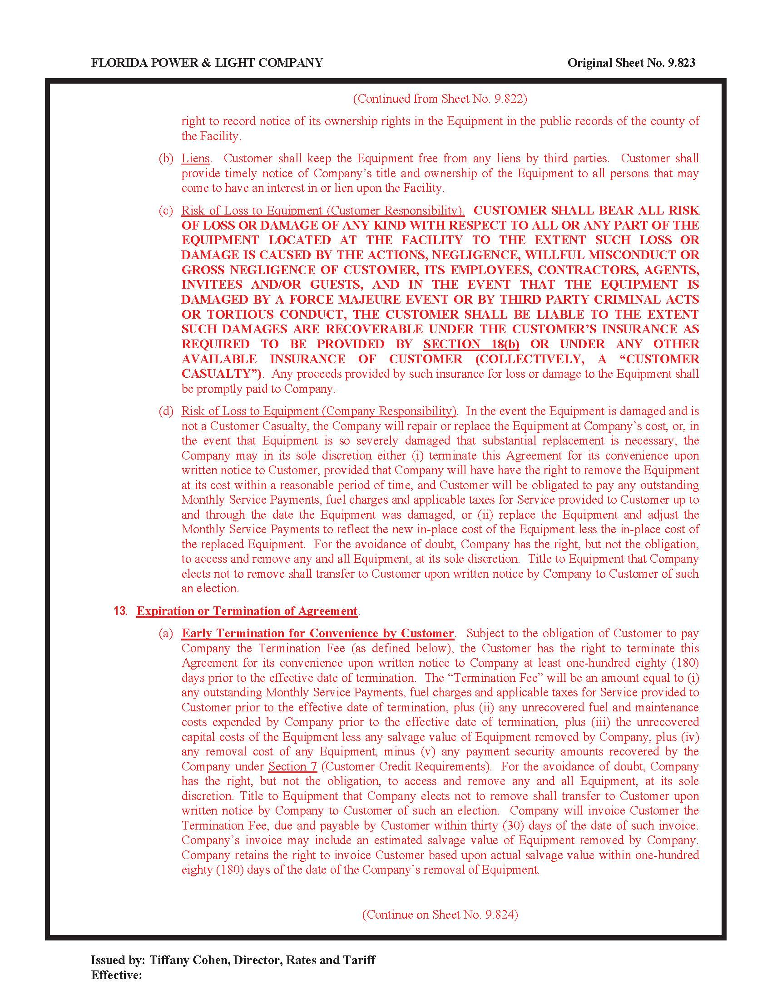 FLORIDA POWER & LIGHT COMPANY Original Sheet No. 9.823
(Continued from Sheet No. 9.822)
right to record notice of its ownership rights in the Equipment in the public records of the county of
the Facility.
(b) Liens. Customer shall keep the Equipment free from any liens by third parties. Customer shall
provide timely notice of Company’s title and ownership of the Equipment to all persons that may
come to have an interest in or lien upon the Facility.
(c) Risk of Loss to Equipment (Customer Responsibility). CUSTOMER SHALL BEAR ALL RISK
OF LOSS OR DAMAGE OF ANY KIND WITH RESPECT TO ALL OR ANY PART OF THE
EQUIPMENT LOCATED AT THE FACILITY TO THE EXTENT SUCH LOSS OR
DAMAGE IS CAUSED BY THE ACTIONS, NEGLIGENCE, WILLFUL MISCONDUCT OR
GROSS NEGLIGENCE OF CUSTOMER, ITS EMPLOYEES, CONTRACTORS, AGENTS,
INVITEES AND/OR GUESTS, AND IN THE EVENT THAT THE EQUIPMENT IS
DAMAGED BY A FORCE MAJEURE EVENT OR BY THIRD PARTY CRIMINAL ACTS
OR TORTIOUS CONDUCT, THE CUSTOMER SHALL BE LIABLE TO THE EXTENT
SUCH DAMAGES ARE RECOVERABLE UNDER THE CUSTOMER’S INSURANCE AS
REQUIRED TO BE PROVIDED BY SECTION 18(b) OR UNDER ANY OTHER
AVAILABLE INSURANCE OF CUSTOMER (COLLECTIVELY, A “CUSTOMER
CASUALTY”). Any proceeds provided by such insurance for loss or damage to the Equipment shall
be promptly paid to Company.
(d) Risk of Loss to Equipment (Company Responsibility). In the event the Equipment is damaged and is
not a Customer Casualty, the Company will repair or replace the Equipment at Company’s cost, or, in
the event that Equipment is so severely damaged that substantial replacement is necessary, the
Company may in its sole discretion either (i) terminate this Agreement for its convenience upon
written notice to Customer, provided that Company will have have the right to remove the Equipment
at its cost within a reasonable period of time, and Customer will be obligated to pay any outstanding
Monthly Service Payments, fuel charges and applicable taxes for Service provided to Customer up to
and through the date the Equipment was damaged, or (ii) replace the Equipment and adjust the
Monthly Service Payments to reflect the new in-place cost of the Equipment less the in-place cost of
the replaced Equipment. For the avoidance of doubt, Company has the right, but not the obligation,
to access and remove any and all Equipment, at its sole discretion. Title to Equipment that Company
elects not to remove shall transfer to Customer upon written notice by Company to Customer of such
an election.
13. Expiration or Termination of Agreement.
(a) Early Termination for Convenience by Customer. Subject to the obligation of Customer to pay
Company the Termination Fee (as defined below), the Customer has the right to terminate this
Agreement for its convenience upon written notice to Company at least one-hundred eighty (180)
days prior to the effective date of termination. The “Termination Fee” will be an amount equal to (i)
any outstanding Monthly Service Payments, fuel charges and applicable taxes for Service provided to
Customer prior to the effective date of termination, plus (ii) any unrecovered fuel and maintenance
costs expended by Company prior to the effective date of termination, plus (iii) the unrecovered
capital costs of the Equipment less any salvage value of Equipment removed by Company, plus (iv)
any removal cost of any Equipment, minus (v) any payment security amounts recovered by the
Company under Section 7 (Customer Credit Requirements). For the avoidance of doubt, Company
has the right, but not the obligation, to access and remove any and all Equipment, at its sole
discretion. Title to Equipment that Company elects not to remove shall transfer to Customer upon
written notice by Company to Customer of such an election. Company will invoice Customer the
Termination Fee, due and payable by Customer within thirty (30) days of the date of such invoice.
Company’s invoice may include an estimated salvage value of Equipment removed by Company.
Company retains the right to invoice Customer based upon actual salvage value within one-hundred
eighty (180) days of the date of the Company’s removal of Equipment.
(Continue on Sheet No. 9.824)
Issued by: Tiffany Cohen, Director, Rates and Tariff
Effective: